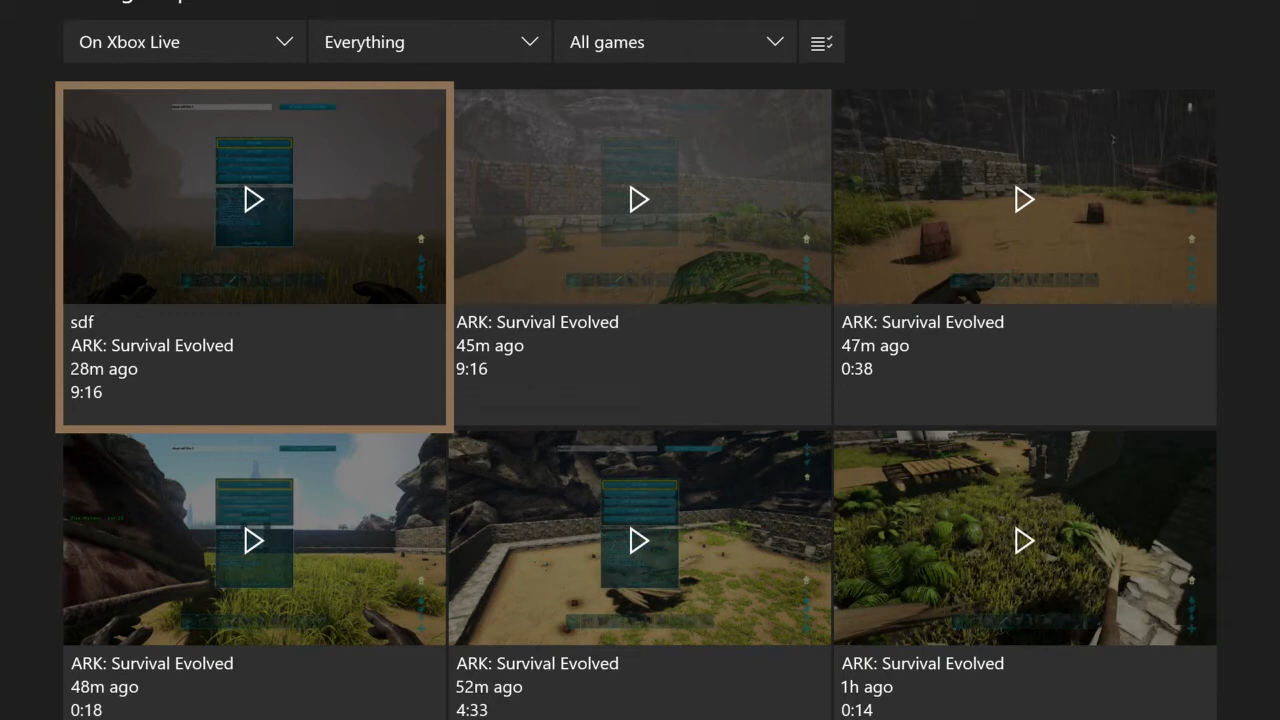 On Xbox Live
Everything
All games
sdf
ARK: Survival Evolved
28m ago
9:16
ARK: Survival Evolved
45m ago
9:16
ARK: Survival Evolved
47m ago
0:38
ARK: Survival Evolved
48m ago
0:18
ARK: Survival Evolved
52m ago
4:33
ARK: Survival Evolved
1h ago
0:14